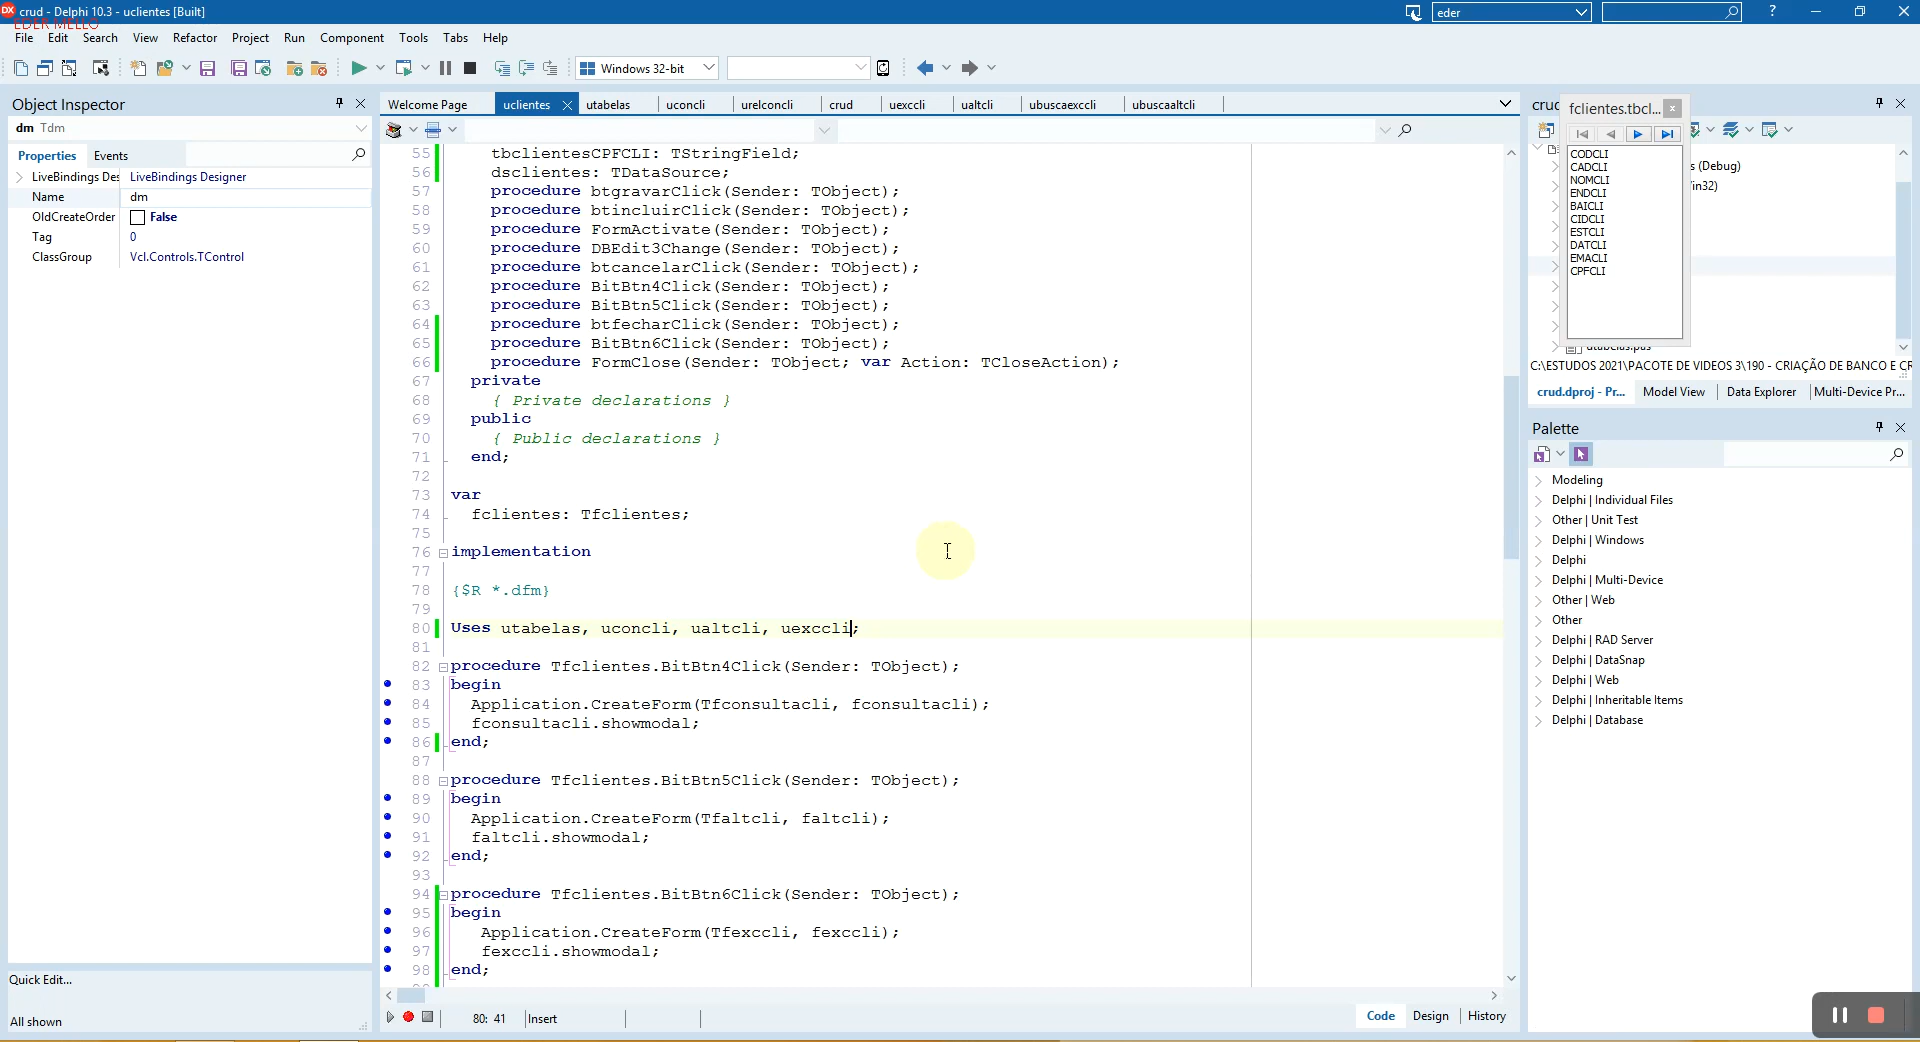 crud - Delphi 10.3 - uclientes [Built]
eder
?
EDER MELLO
File Edit Search View Refactor Project Run Component Tools Tabs Help
Windows 32-bit
Object Inspector
dm Tdm
Properties Events
LiveBindings Des LiveBindings Designer
Name dm
OldCreateOrder False
Tag 0
ClassGroup Vcl.Controls.TControl
Quick Edit...
All shown
Welcome Page uclientes tabelas uconcli urelconcli crud uexccli ualtcli ubuscaexccli ubuscaaltcli
55 tbclientesCPFCLI: TStringField;
56 dsclientes: TDataSource;
57 procedure btgravarClick(Sender: TObject);
58 procedure btincluirClick(Sender: TObject);
59 procedure FormActivate(Sender: TObject);
60 procedure DBEdit3Change(Sender: TObject);
61 procedure btcancelarClick(Sender: TObject);
62 procedure BitBtn4Click(Sender: TObject);
63 procedure BitBtn5Click(Sender: TObject);
64 procedure btfecharClick(Sender: TObject);
65 procedure BitBtn6Click(Sender: TObject);
66 procedure FormClose(Sender: TObject; var Action: TCloseAction);
67 private
68 { Private declarations }
69 public
70 { Public declarations }
71 end;
72
73 var
74 fclientes: Tfclientes;
75
76 implementation
77
78 {$R *.dfm}
79
80 Uses utabelas, uconcli, ualtcli, uexccli;
81
82 procedure Tfclientes.BitBtn4Click(Sender: TObject);
83 begin
84 Application.CreateForm(Tfconsultacli, fconsultacli);
85 fconsultacli.showmodal;
86 end;
87
88 procedure Tfclientes.BitBtn5Click(Sender: TObject);
89 begin
90 Application.CreateForm(Tfaltcli, faltcli);
91 faltcli.showmodal;
92 end;
93
94 procedure Tfclientes.BitBtn6Click(Sender: TObject);
95 begin
96 Application.CreateForm(Tfexccli, fexccli);
97 fexccli.showmodal;
98 end;
80: 41 Insert
Code Design History
fclientes.tbcl...
CODCLI
CADCLI
NOMCLI
ENDCLI
BAICLI
CIDCLI
ESTCLI
DATCLI
EMACLI
CPFCLI
s (Debug)
in32)
C:\ESTUDOS 2021\PACOTE DE VIDEOS 3\190 - CRIAÇÃO DE BANCO E CR
crud.dproj - Pr... Model View Data Explorer Multi-Device Pr...
Palette
Modeling
Delphi | Individual Files
Other | Unit Test
Delphi | Windows
Delphi
Delphi | Multi-Device
Other | Web
Other
Delphi | RAD Server
Delphi | DataSnap
Delphi | Web
Delphi | Inheritable Items
Delphi | Database